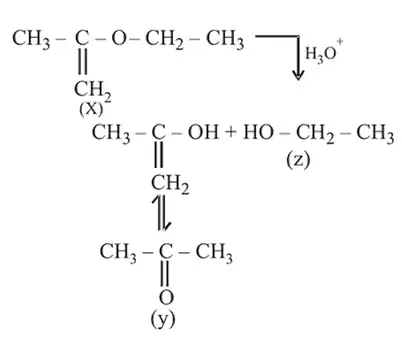 CH₃ – C – O – CH₂ – CH₃
H₃O⁺
CH₂
(X)
CH₃ – C – OH + HO – CH₂ – CH₃
(z)
CH₂
CH₃ – C – CH₃
O
(y)